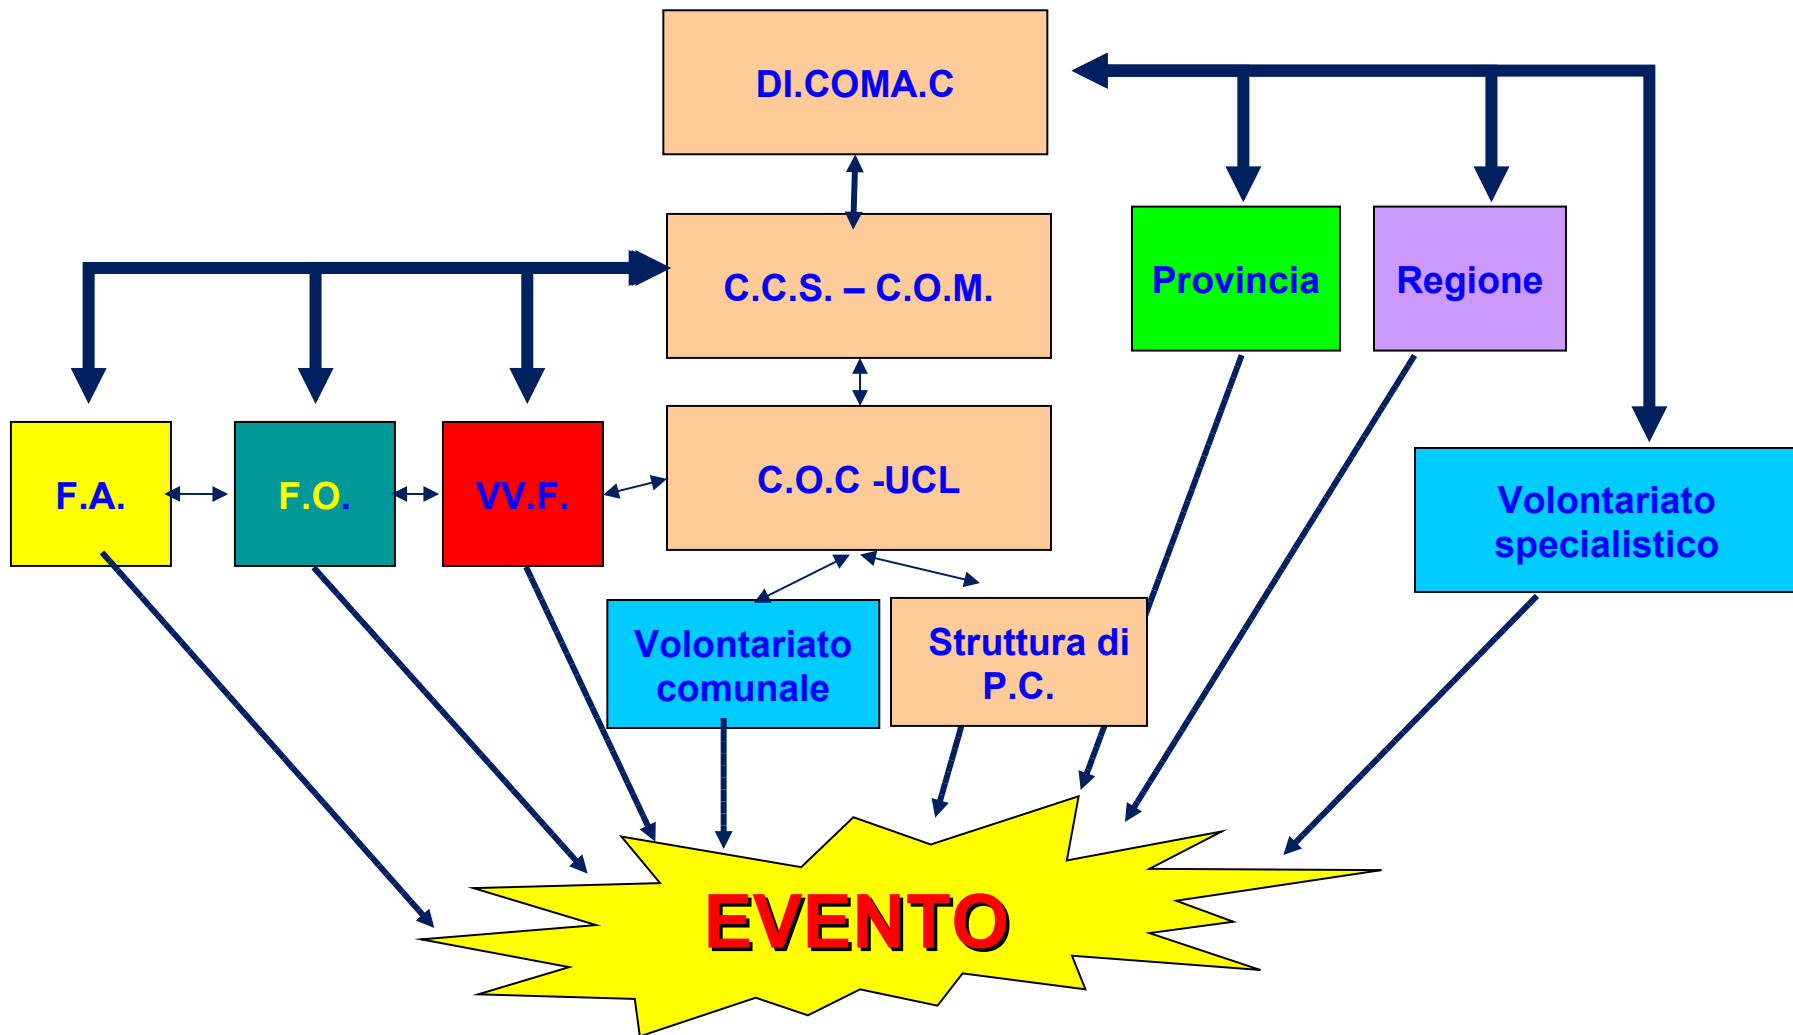 DI.COMA.C
C.C.S. – C.O.M.
Provincia
Regione
F.A.
F.O.
VV.F.
C.O.C -UCL
Volontariato
specialistico
Volontariato
comunale
Struttura di
P.C.
EVENTO